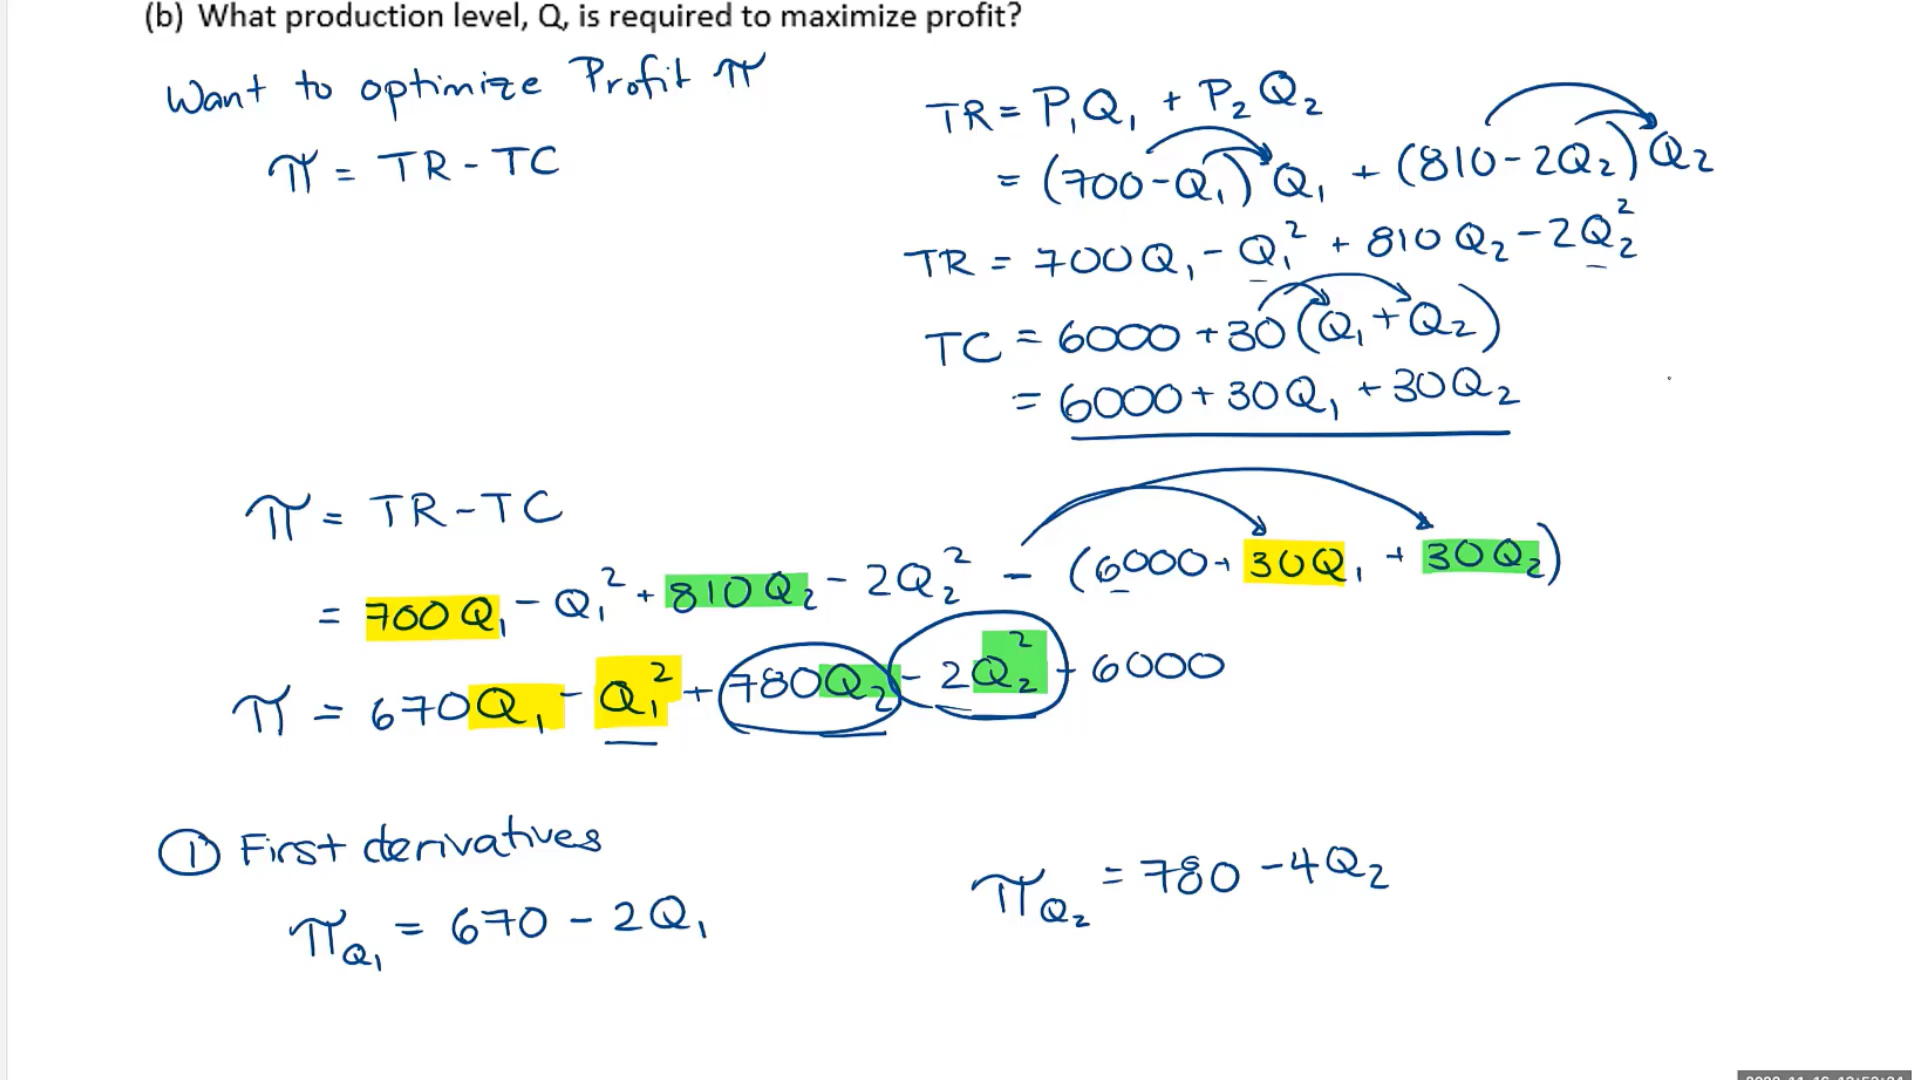 (b) What production level, Q, is required to maximize profit?
Want to optimize Profit π
π = TR - TC
TR = P₁Q₁ + P₂Q₂
= (700 - Q₁)Q₁ + (810 - 2Q₂)Q₂
TR = 700Q₁ - Q₁² + 810Q₂ - 2Q₂²
TC = 6000 + 30(Q₁ + Q₂)
= 6000 + 30Q₁ + 30Q₂
π = TR - TC
= 700Q₁ - Q₁² + 810Q₂ - 2Q₂² - (6000 + 30Q₁ + 30Q₂)
π = 670Q₁ - Q₁² + 780Q₂ - 2Q₂² - 6000
① First derivatives
π_Q₁ = 670 - 2Q₁
π_Q₂ = 780 - 4Q₂